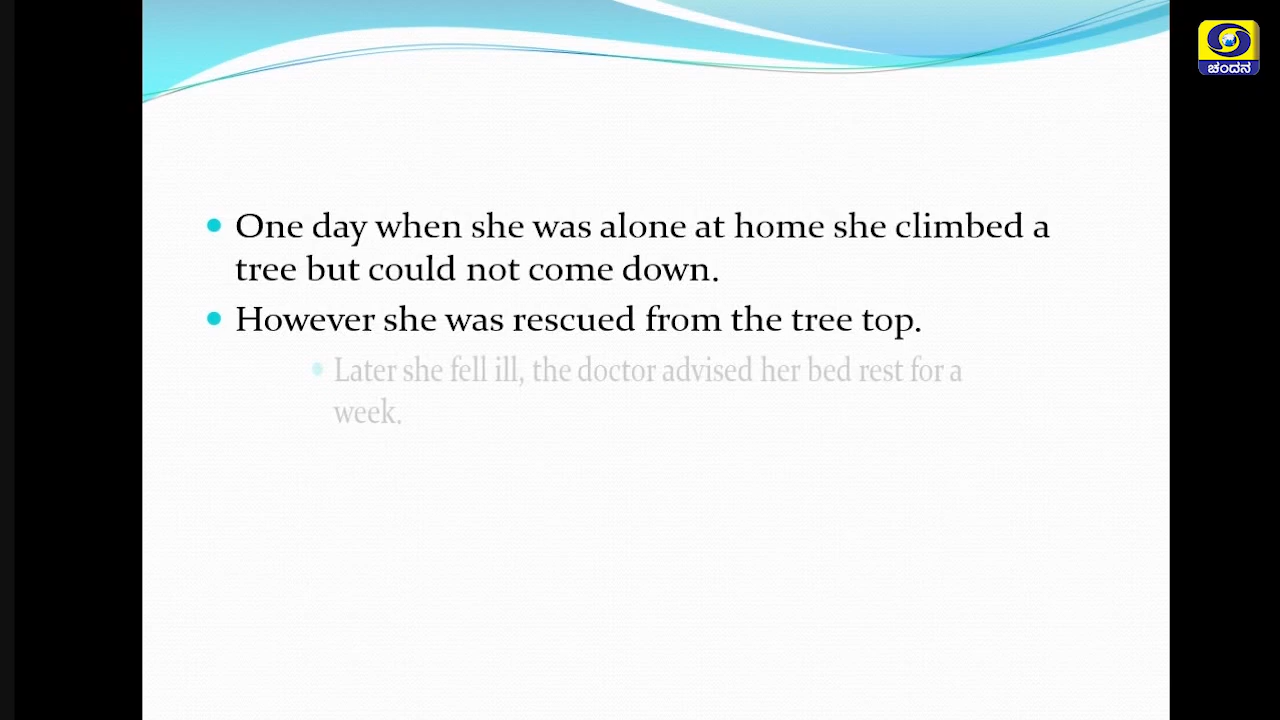 ಚಂದನ
One day when she was alone at home she climbed a
tree but could not come down.
However she was rescued from the tree top.
Later she fell ill, the doctor advised her bed rest for a
week.